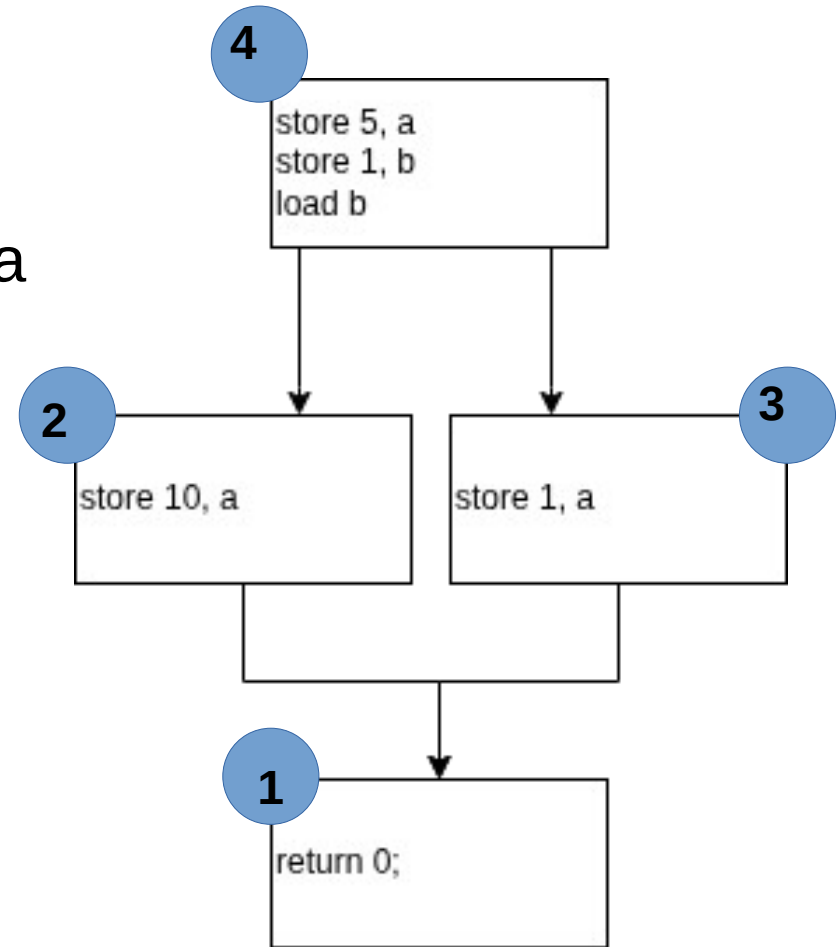 4
store 5, a
store 1, b
load b
a
2
3
store 10, a
store 1, a
1
return 0;